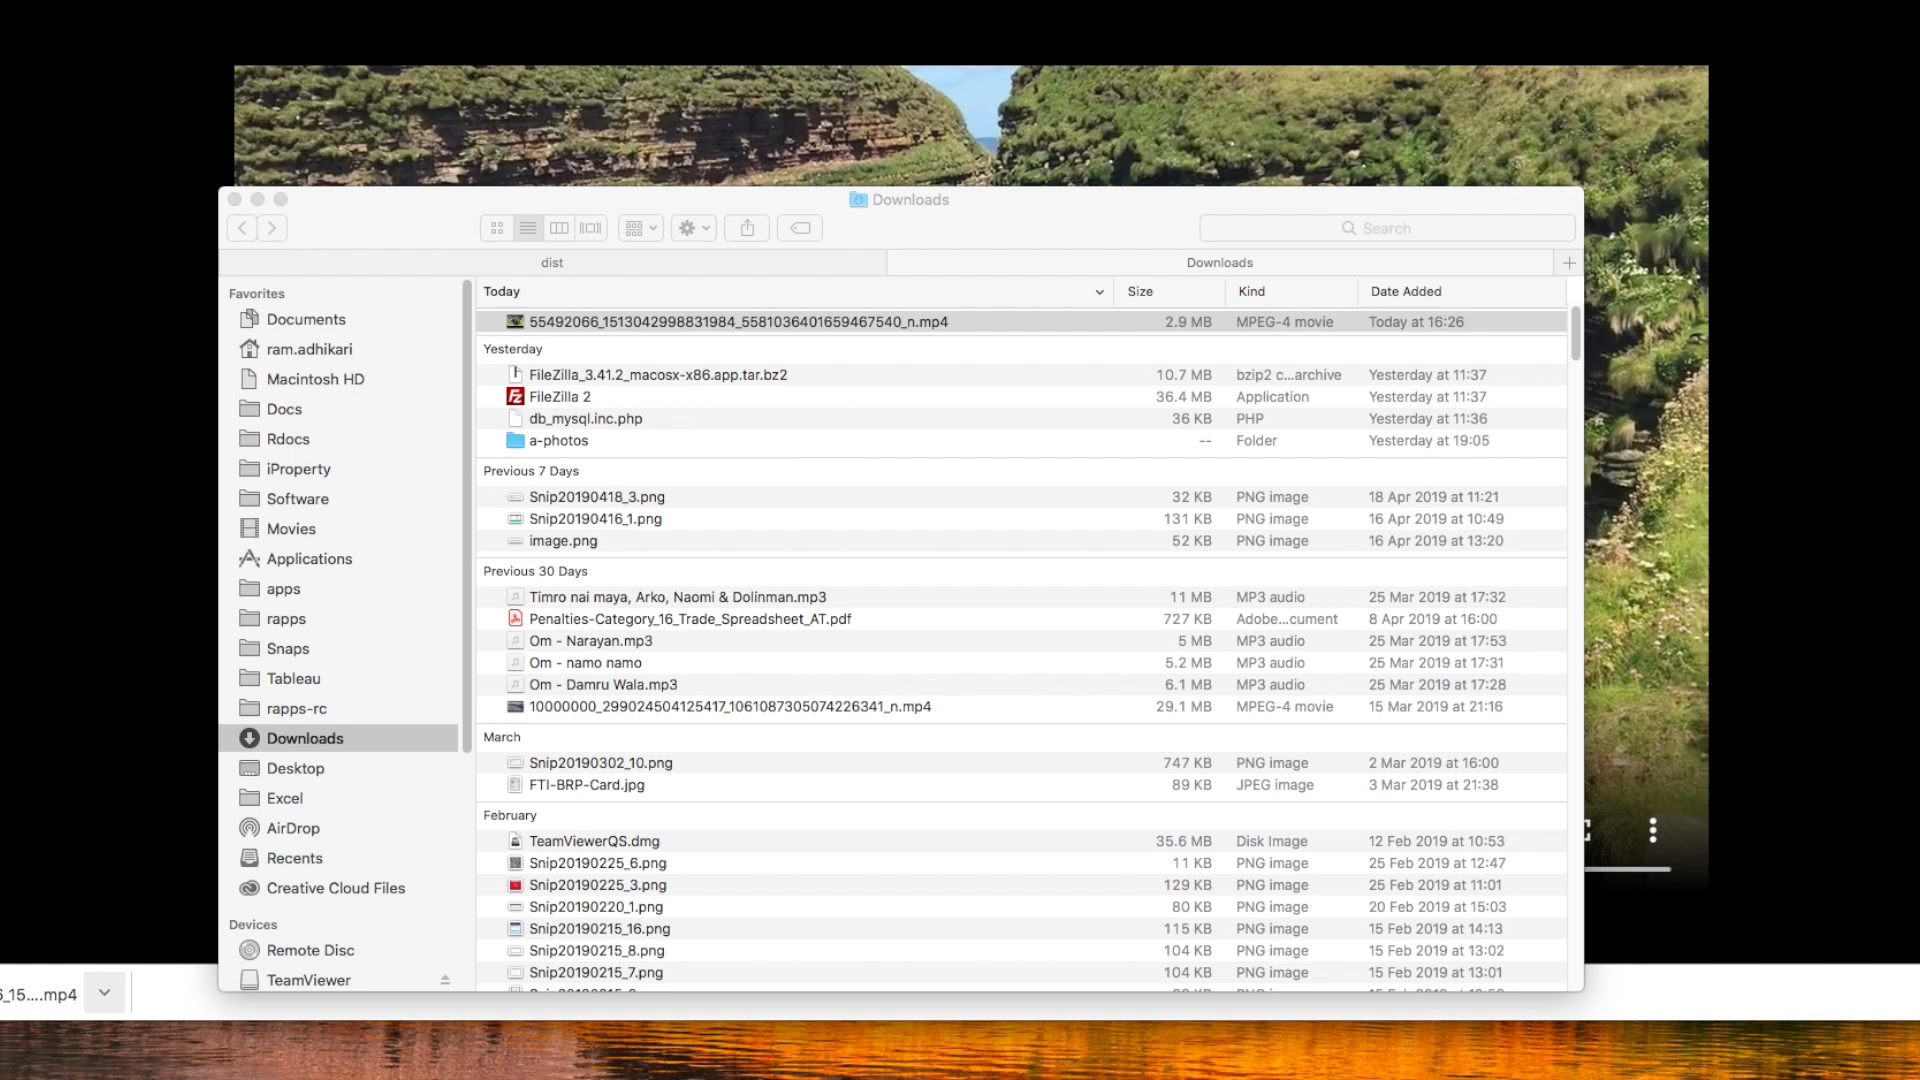 Downloads
Search
dist
Downloads
Favorites
Documents
ram.adhikari
Macintosh HD
Docs
Rdocs
iProperty
Software
Movies
Applications
apps
rapps
Snaps
Tableau
rapps-rc
Downloads
Desktop
Excel
AirDrop
Recents
Creative Cloud Files
Devices
Remote Disc
TeamViewer
Today Size Kind Date Added
55492066_1513042998831984_5581036401659467540_n.mp4 2.9 MB MPEG-4 movie Today at 16:26
Yesterday
FileZilla_3.41.2_macosx-x86.app.tar.bz2 10.7 MB bzip2 c...archive Yesterday at 11:37
FileZilla 2 36.4 MB Application Yesterday at 11:37
db_mysql.inc.php 36 KB PHP Yesterday at 11:36
a-photos -- Folder Yesterday at 19:05
Previous 7 Days
Snip20190418_3.png 32 KB PNG image 18 Apr 2019 at 11:21
Snip20190416_1.png 131 KB PNG image 16 Apr 2019 at 10:49
image.png 52 KB PNG image 16 Apr 2019 at 13:20
Previous 30 Days
Timro nai maya, Arko, Naomi & Dolinman.mp3 11 MB MP3 audio 25 Mar 2019 at 17:32
Penalties-Category_16_Trade_Spreadsheet_AT.pdf 727 KB Adobe...cument 8 Apr 2019 at 16:00
Om - Narayan.mp3 5 MB MP3 audio 25 Mar 2019 at 17:53
Om - namo namo 5.2 MB MP3 audio 25 Mar 2019 at 17:31
Om - Damru Wala.mp3 6.1 MB MP3 audio 25 Mar 2019 at 17:28
10000000_299024504125417_1061087305074226341_n.mp4 29.1 MB MPEG-4 movie 15 Mar 2019 at 21:16
March
Snip20190302_10.png 747 KB PNG image 2 Mar 2019 at 16:00
FTI-BRP-Card.jpg 89 KB JPEG image 3 Mar 2019 at 21:38
February
TeamViewerQS.dmg 35.6 MB Disk Image 12 Feb 2019 at 10:53
Snip20190225_6.png 11 KB PNG image 25 Feb 2019 at 12:47
Snip20190225_3.png 129 KB PNG image 25 Feb 2019 at 11:01
Snip20190220_1.png 80 KB PNG image 20 Feb 2019 at 15:03
Snip20190215_16.png 115 KB PNG image 15 Feb 2019 at 14:13
Snip20190215_8.png 104 KB PNG image 15 Feb 2019 at 13:02
Snip20190215_7.png 104 KB PNG image 15 Feb 2019 at 13:01
_15....mp4